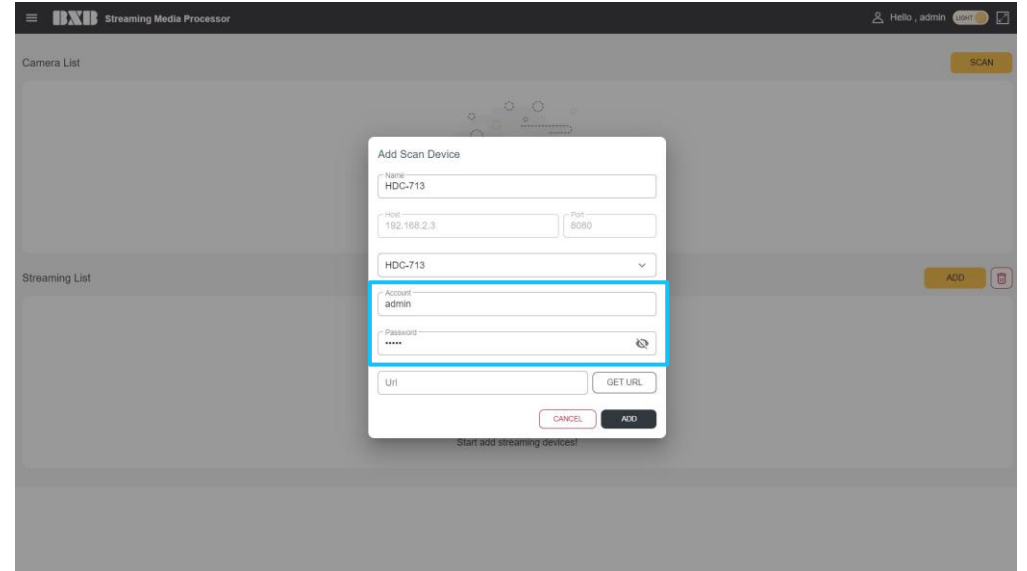 BXB Streaming Media Processor
Hello , admin LIGHT
Camera List
SCAN
Add Scan Device
Name
HDC-713
Host
192.168.2.3
Port
8080
HDC-713
Streaming List
ADD
Account
admin
Password
•••••
Url
GET URL
CANCEL
ADD
Start add streaming devices!